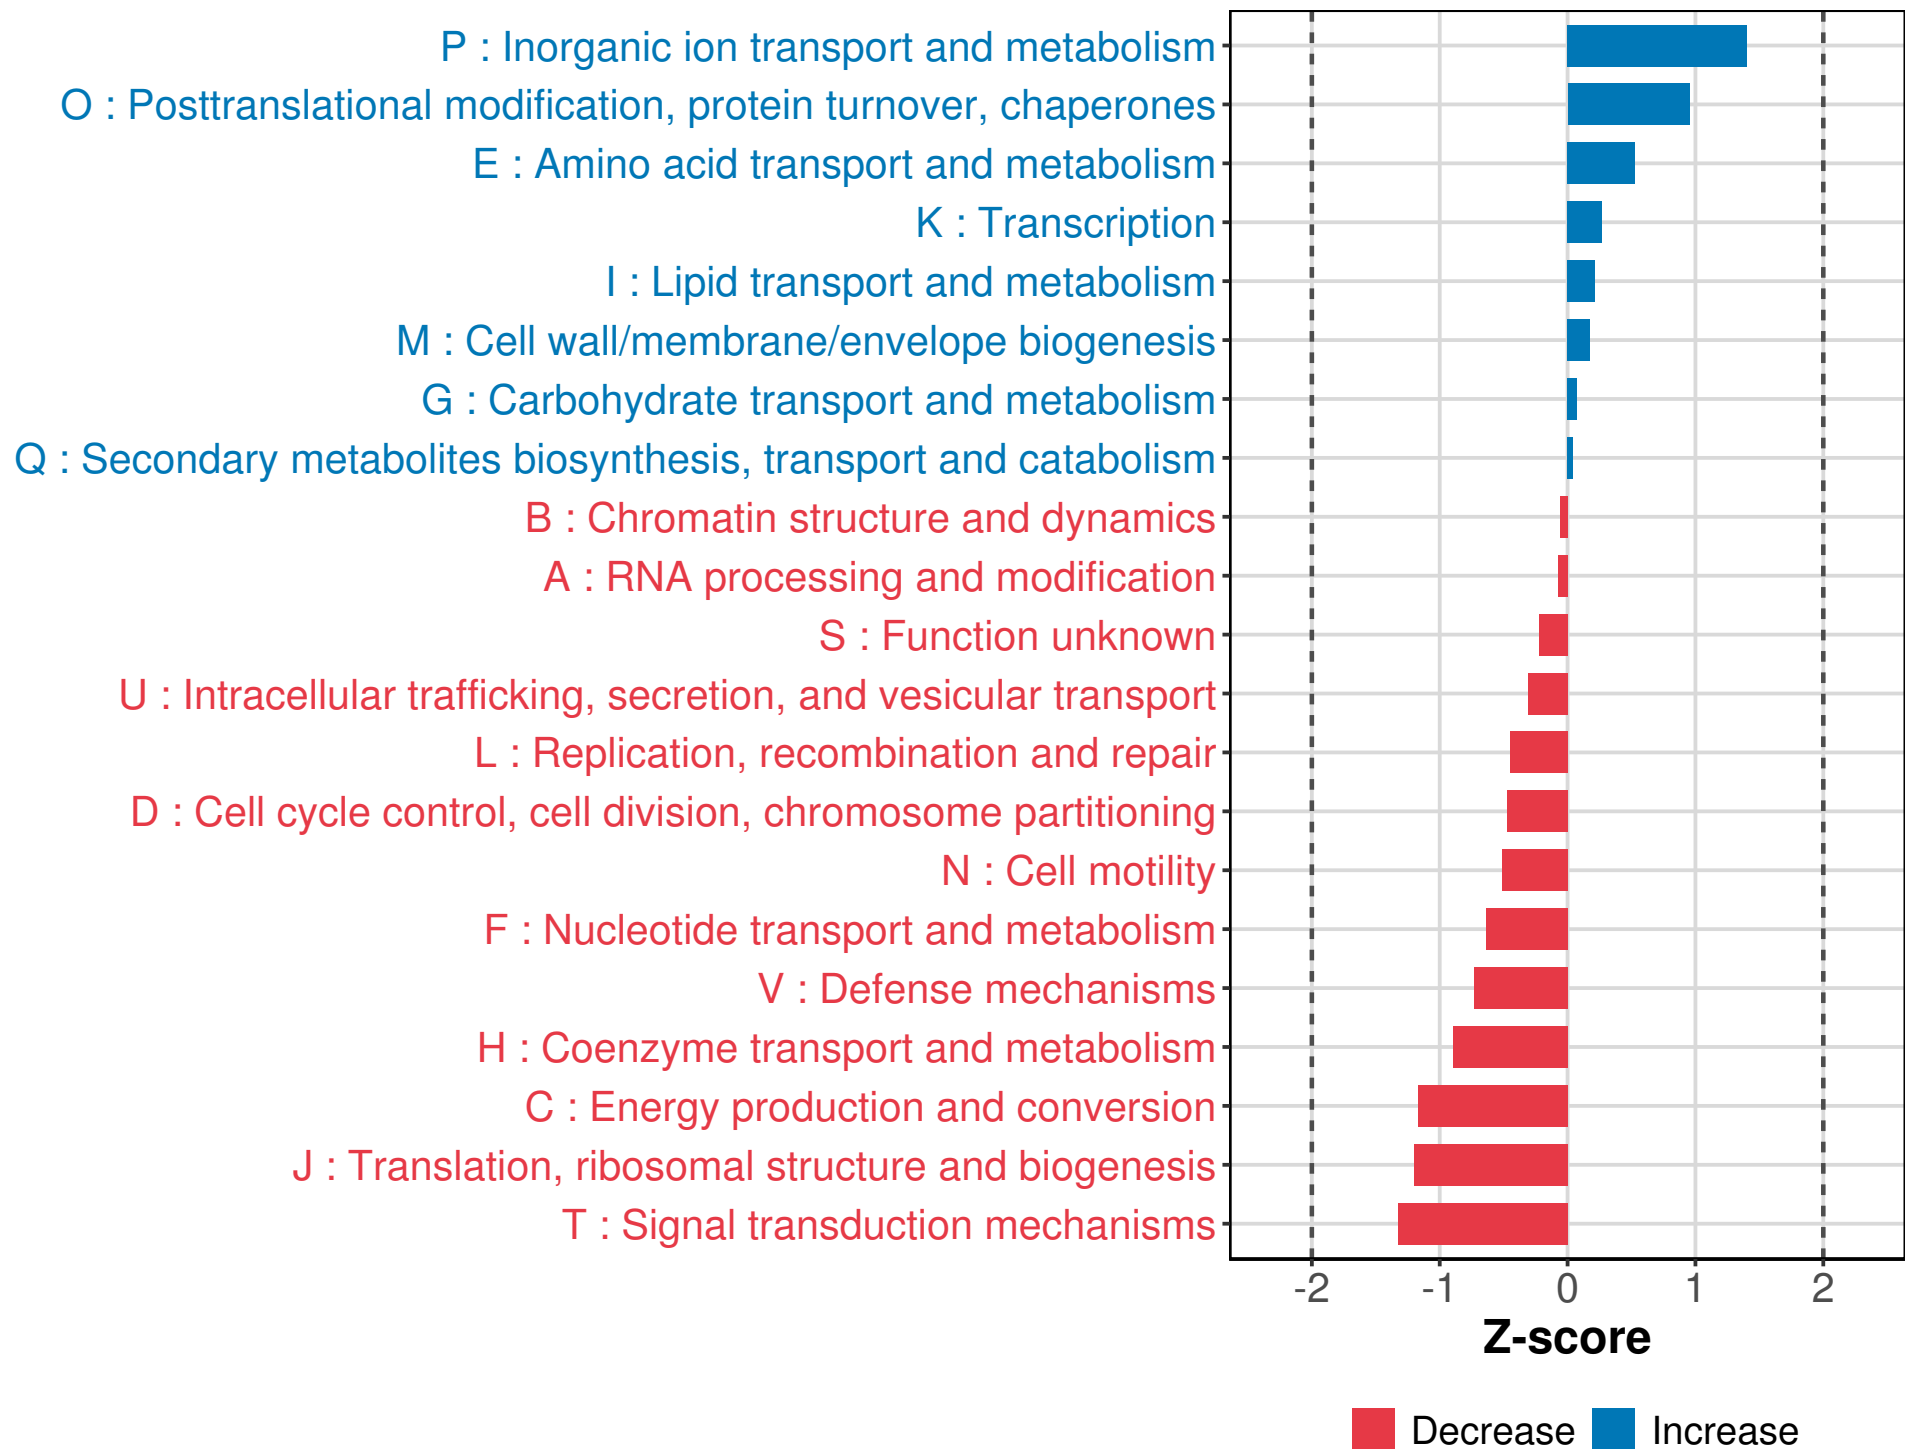 P : Inorganic ion transport and metabolism
O : Posttranslational modification, protein turnover, chaperones
E : Amino acid transport and metabolism
K : Transcription
I : Lipid transport and metabolism
M : Cell wall/membrane/envelope biogenesis
G : Carbohydrate transport and metabolism
Q : Secondary metabolites biosynthesis, transport and catabolism
B : Chromatin structure and dynamics
A : RNA processing and modification
S : Function unknown
U : Intracellular trafficking, secretion, and vesicular transport
L : Replication, recombination and repair
D : Cell cycle control, cell division, chromosome partitioning
N : Cell motility
F : Nucleotide transport and metabolism
V : Defense mechanisms
H : Coenzyme transport and metabolism
C : Energy production and conversion
J : Translation, ribosomal structure and biogenesis
T : Signal transduction mechanisms
-2 -1 0 1 2
Z-score
Decrease Increase